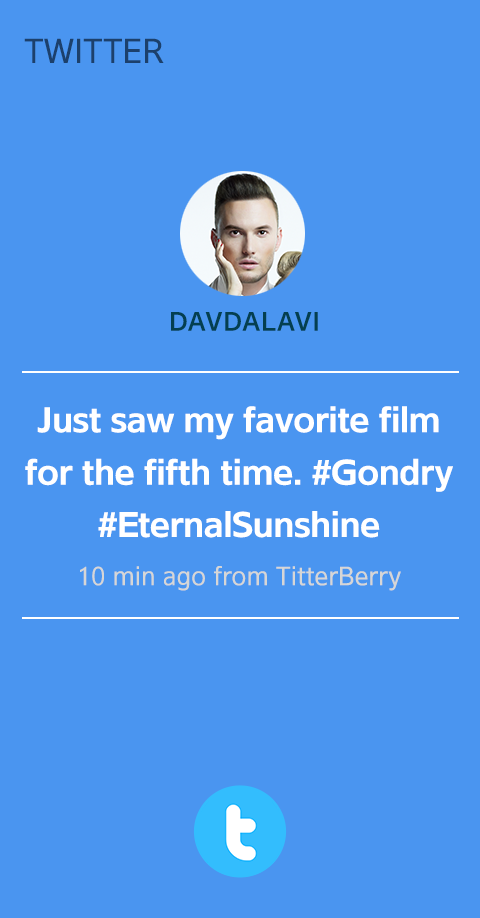 TWITTER
DAVDALAVI
Just saw my favorite film
for the fifth time. #Gondry
#EternalSunshine
10 min ago from TitterBerry
t